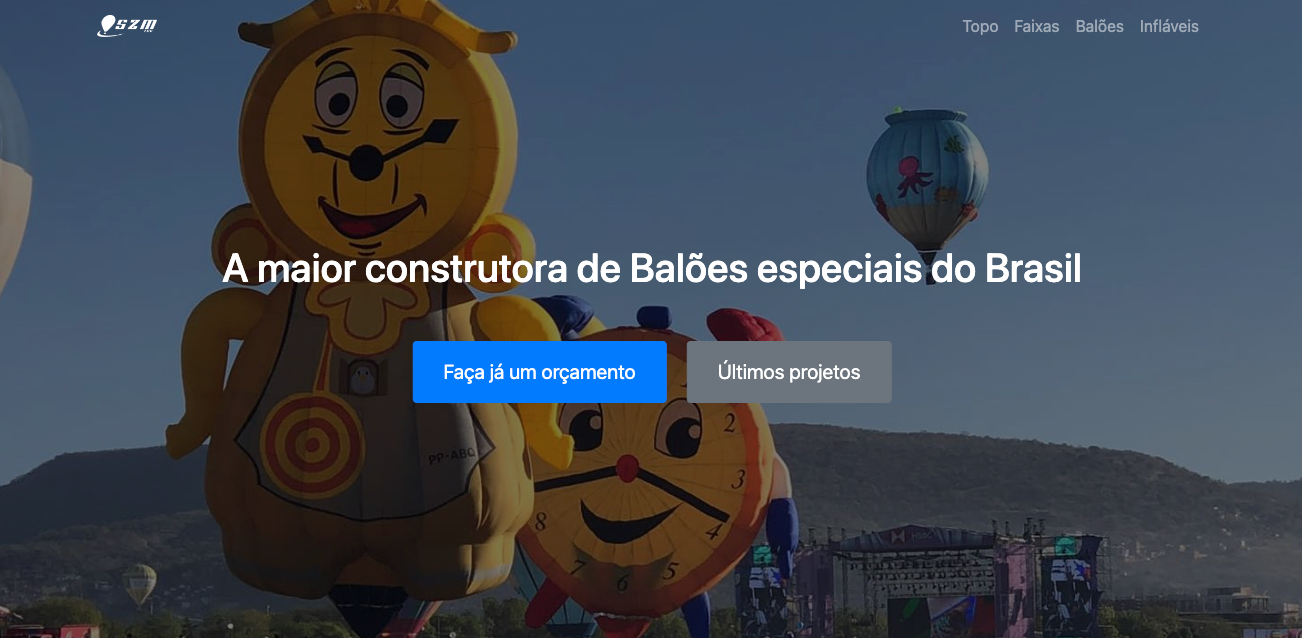 SZM
Topo Faixas Balões Infláveis
A maior construtora de Balões especiais do Brasil
Faça já um orçamento
Últimos projetos
PP-ABQ
2
3
4
5
6
7
8